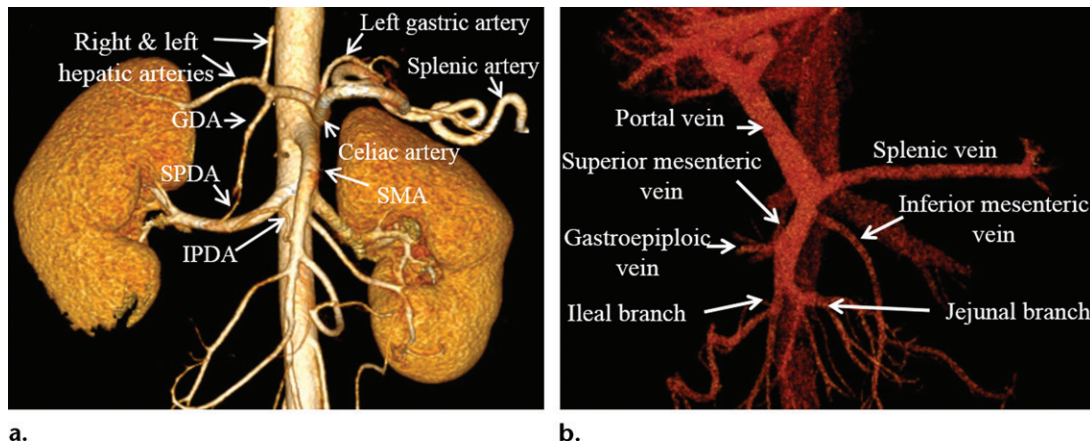 Right & left
hepatic arteries
Left gastric artery
Splenic artery
GDA
Celiac artery
SPDA
SMA
IPDA
a.
Portal vein
Splenic vein
Superior mesenteric
vein
Inferior mesenteric
vein
Gastroepiploic
vein
Ileal branch
Jejunal branch
b.